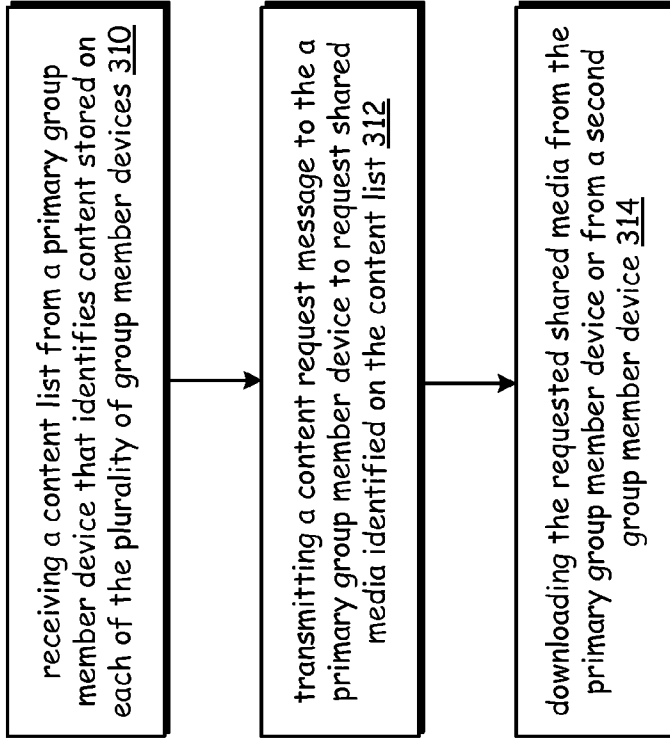 receiving a content list from a primary group
member device that identifies content stored on
each of the plurality of group member devices 310
transmitting a content request message to the a
primary group member device to request shared
media identified on the content list 312
downloading the requested shared media from the
primary group member device or from a second
group member device 314